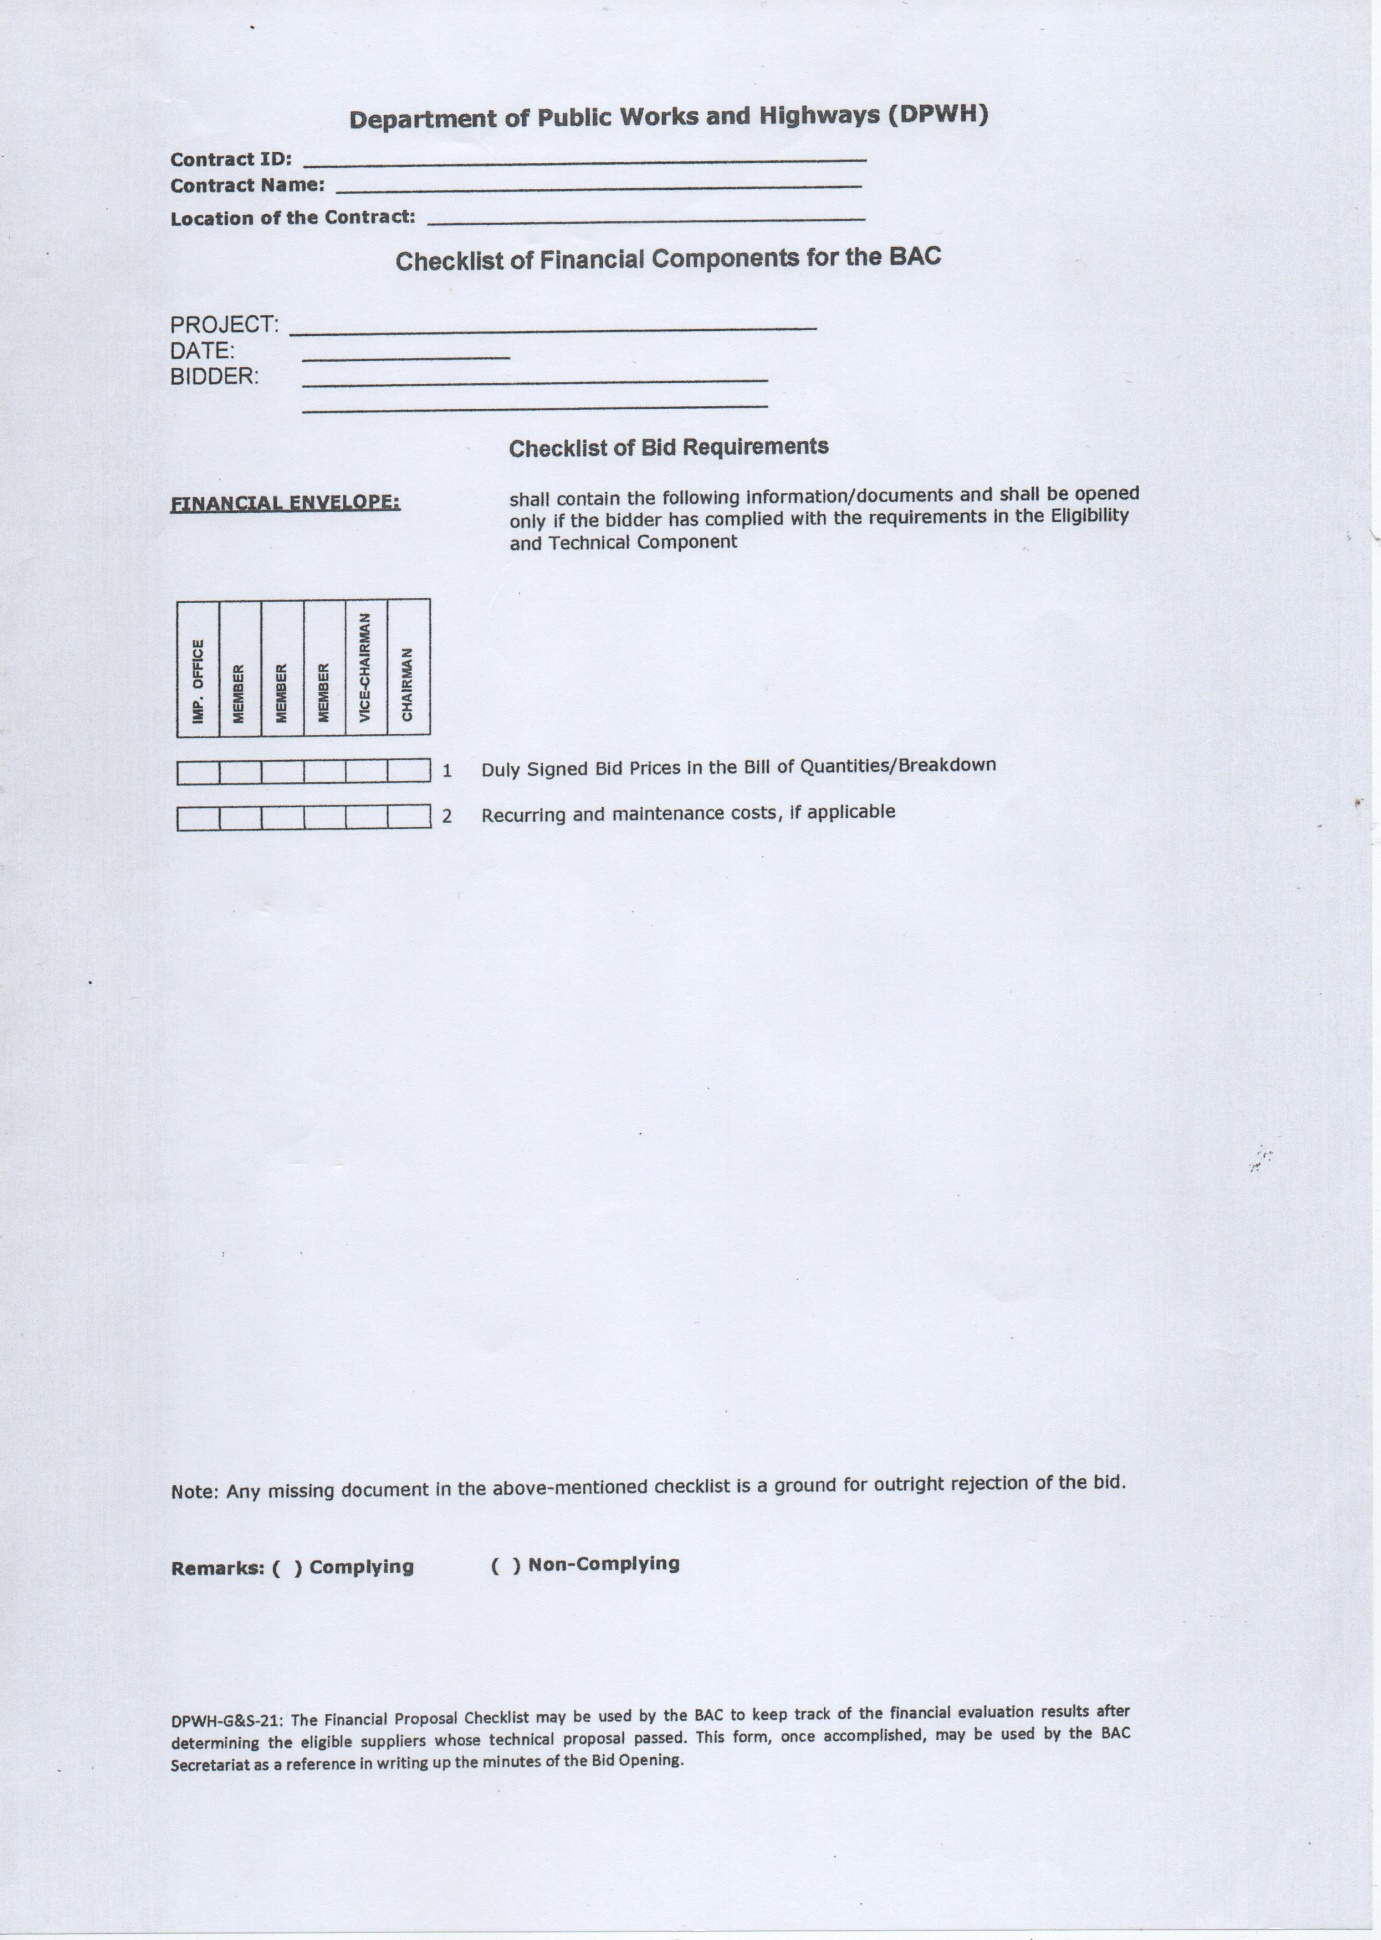 Department of Public Works and Highways (DPWH)
Contract ID:
Contract Name:
Location of the Contract:
Checklist of Financial Components for the BAC
PROJECT:
DATE:
BIDDER:
Checklist of Bid Requirements
FINANCIAL ENVELOPE: shall contain the following information/documents and shall be opened
only if the bidder has complied with the requirements in the Eligibility
and Technical Component
IMP. OFFICE
MEMBER
MEMBER
MEMBER
VICE-CHAIRMAN
CHAIRMAN
1 Duly Signed Bid Prices in the Bill of Quantities/Breakdown
2 Recurring and maintenance costs, if applicable
Note: Any missing document in the above-mentioned checklist is a ground for outright rejection of the bid.
Remarks: ( ) Complying ( ) Non-Complying
DPWH-G&S-21: The Financial Proposal Checklist may be used by the BAC to keep track of the financial evaluation results after
determining the eligible suppliers whose technical proposal passed. This form, once accomplished, may be used by the BAC
Secretariat as a reference in writing up the minutes of the Bid Opening.